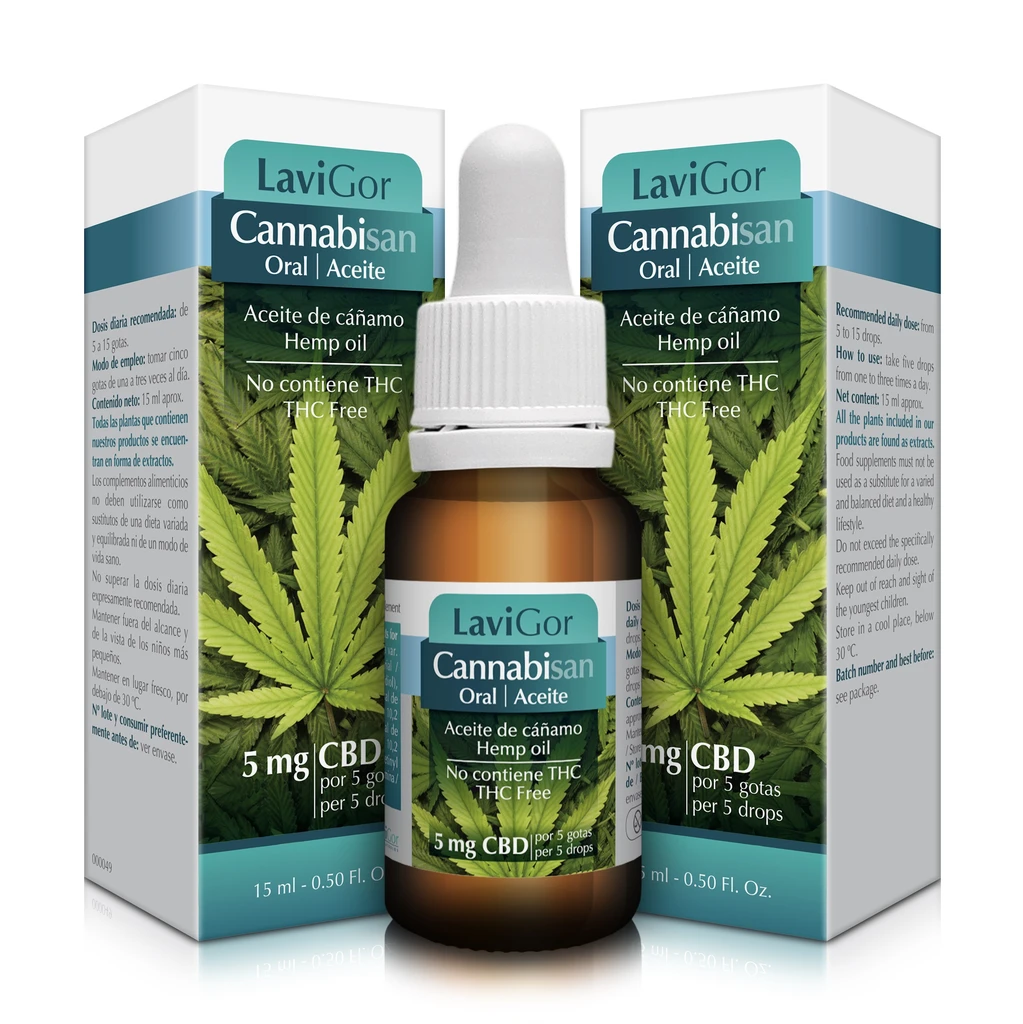 LaviGor
Cannabisan
Oral | Aceite
Aceite de cáñamo
Hemp oil
No contiene THC
THC Free
5 mg CBD
por 5 go
per 5 dro
15 ml - 0.50 Fl. O
Dosis diaria recomendada: de
5 a 15 gotas.
Modo de empleo: tomar cinco
gotas de una a tres veces al día.
Contenido neto: 15 ml aprox.
Todas las plantas que contienen
nuestros productos se encuen-
tran en forma de extractos.
Los complementos alimenticios
no deben utilizarse como
sustitutos de una dieta variada
y equilibrada ni de un modo de
vida sano.
No superar la dosis diaria
expresamente recomendada.
Mantener fuera del alcance y
de la vista de los niños más
pequeños.
Mantener en lugar fresco, por
debajo de 30 ºC.
Nº lote y consumir preferente-
mente antes de: ver envase.
000049
LaviGor
Cannabisan
Oral | Aceite
Aceite de cáñamo
Hemp oil
No contiene THC
THC Free
5 mg CBD
por 5 gotas
per 5 drops
LaviGor
Cannabisan
Oral | Aceite
Aceite de cáñamo
Hemp oil
No contiene THC
THC Free
mg CBD
por 5 gotas
per 5 drops
5 ml - 0.50 Fl. Oz.
Recommended daily dose: from
5 to 15 drops.
How to use: take five drops
from one to three times a day.
Net content: 15 ml approx.
All the plants included in our
products are found as extracts.
Food supplements must not be
used as a substitute for a varied
and balanced diet and a healthy
lifestyle.
Do not exceed the specifically
recommended daily dose.
Keep out of reach and sight of
the youngest children.
Store in a cool place, below
30 ºC.
Batch number and best before:
see package.